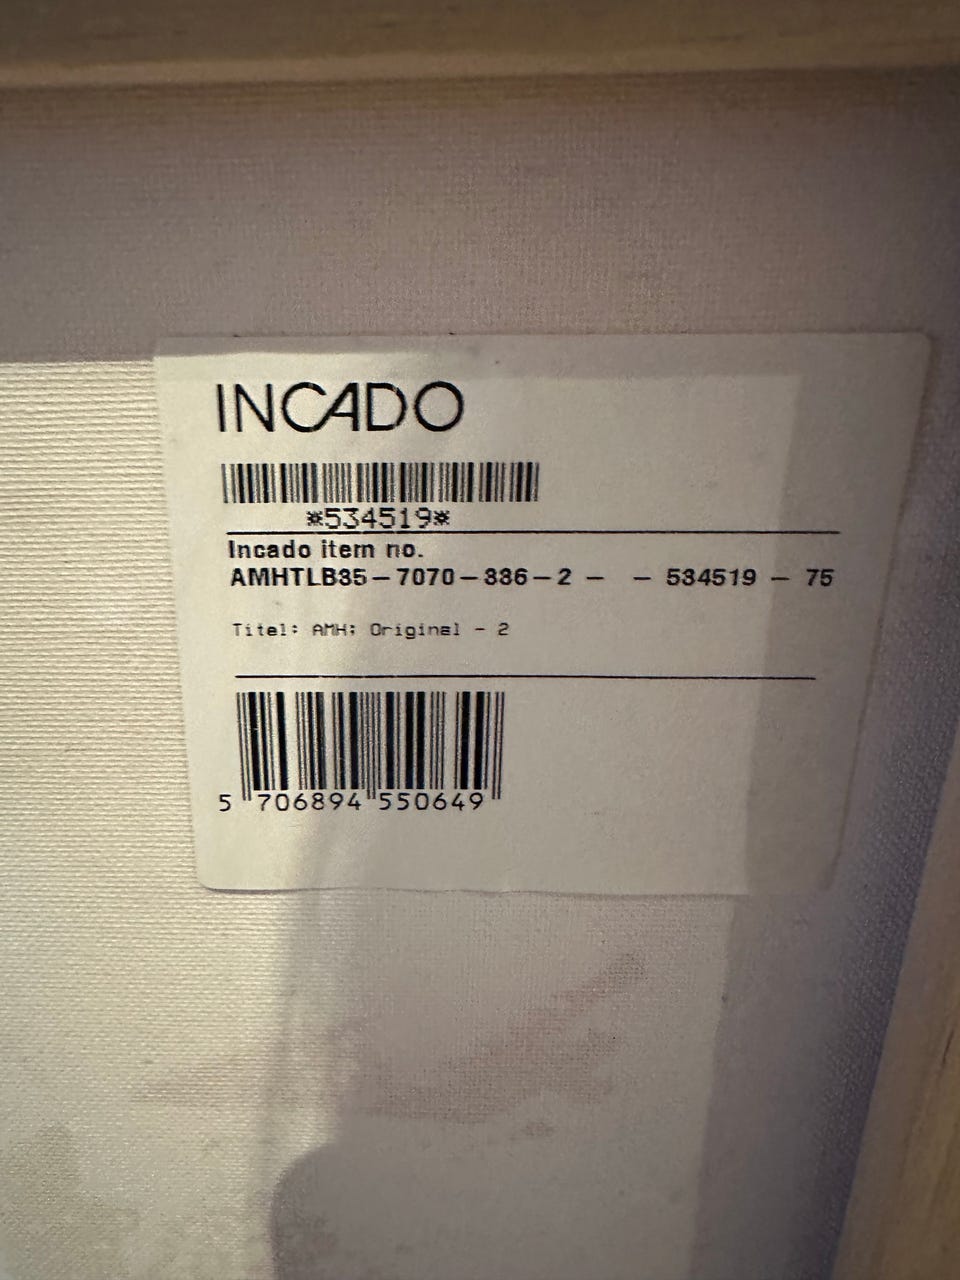 INCADO
*534519*
Incado item no.
AMHTLB35-7070-336-2 - - 534519 - 75
Titel: AMH; Original - 2
5 706894 550649